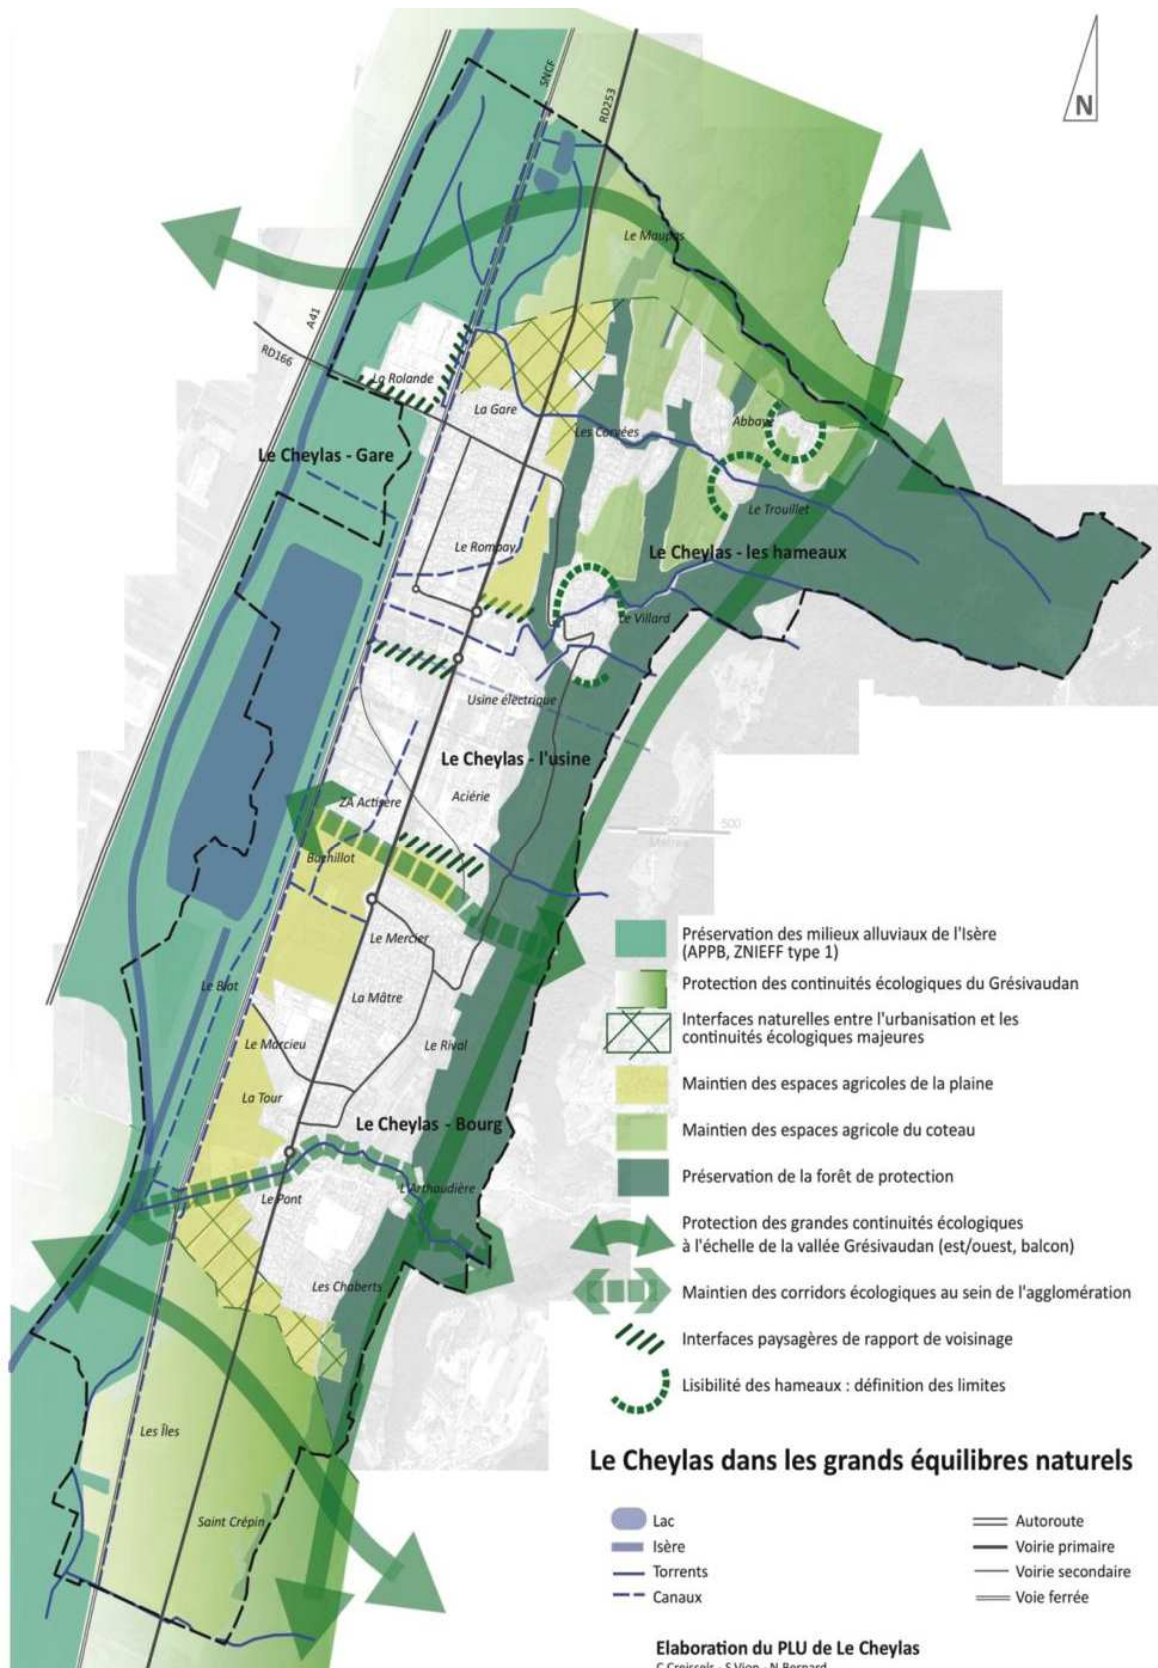 SNCF
RD253
N
Le Maupas
A41
RD166
La Rolande
La Gare
Les Corvées
Abbaye
Le Cheylas - Gare
Le Trouillet
Le Rompay
Le Cheylas - les hameaux
Le Villard
Usine électrique
Le Cheylas - l'usine
ZA Actisère
Aciérie
500
Mètres
Buchillot
Le Mercier
Le Blot
La Mâtre
Le Marcieu
Le Rival
La Tour
Le Cheylas - Bourg
Le Pont
L'Arthaudière
Les Chaberts
Les Îles
Saint Crépin
Préservation des milieux alluviaux de l'Isère
(APPB, ZNIEFF type 1)
Protection des continuités écologiques du Grésivaudan
Interfaces naturelles entre l'urbanisation et les
continuités écologiques majeures
Maintien des espaces agricoles de la plaine
Maintien des espaces agricole du coteau
Préservation de la forêt de protection
Protection des grandes continuités écologiques
à l'échelle de la vallée Grésivaudan (est/ouest, balcon)
Maintien des corridors écologiques au sein de l'agglomération
Interfaces paysagères de rapport de voisinage
Lisibilité des hameaux : définition des limites
Le Cheylas dans les grands équilibres naturels
Lac
Isère
Torrents
Canaux
Autoroute
Voirie primaire
Voirie secondaire
Voie ferrée
Elaboration du PLU de Le Cheylas